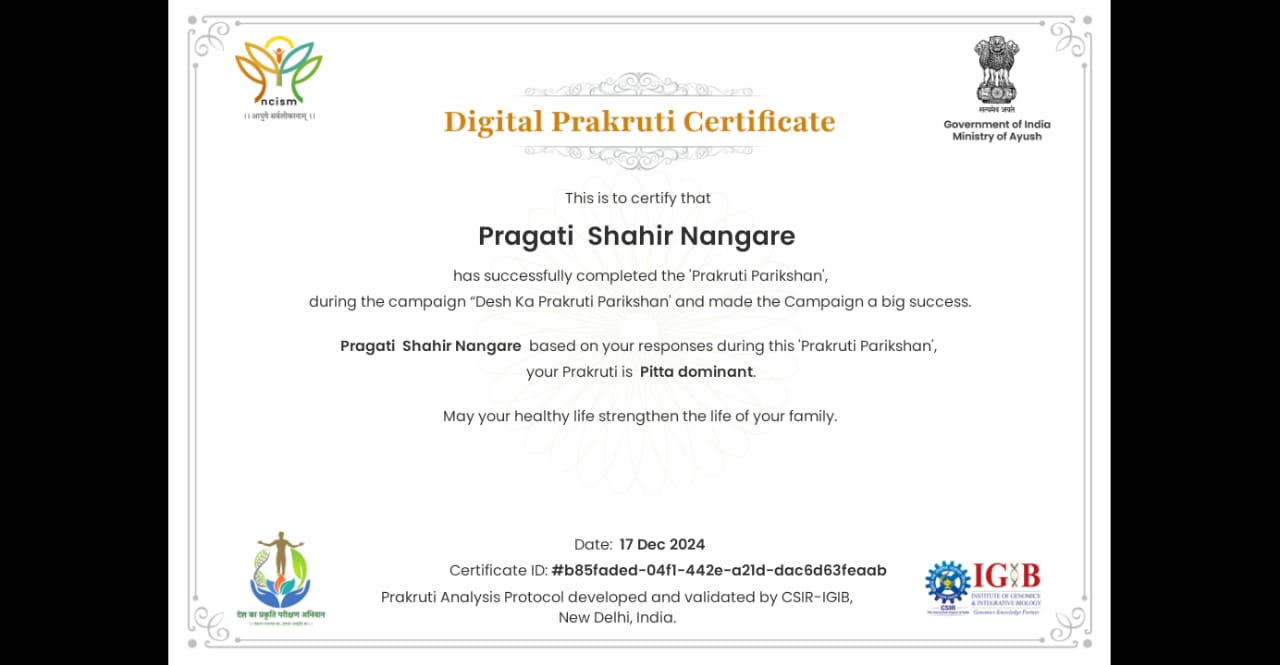 ncism
।। आयुषे सर्वलोकानाम् ।।
Digital Prakruti Certificate
सत्यमेव जयते
Government of India
Ministry of Ayush
This is to certify that
Pragati Shahir Nangare
has successfully completed the 'Prakruti Parikshan',
during the campaign “Desh Ka Prakruti Parikshan' and made the Campaign a big success.
Pragati Shahir Nangare based on your responses during this 'Prakruti Parikshan',
your Prakruti is Pitta dominant.
May your healthy life strengthen the life of your family.
देश का प्रकृति परीक्षण अभियान
Date: 17 Dec 2024
Certificate ID: #b85faded-04f1-442e-a21d-dac6d63feaab
Prakruti Analysis Protocol developed and validated by CSIR-IGIB,
New Delhi, India.
CSIR
IGIB
INSTITUTE OF GENOMICS
& INTEGRATIVE BIOLOGY
Genomics Knowledge Partner